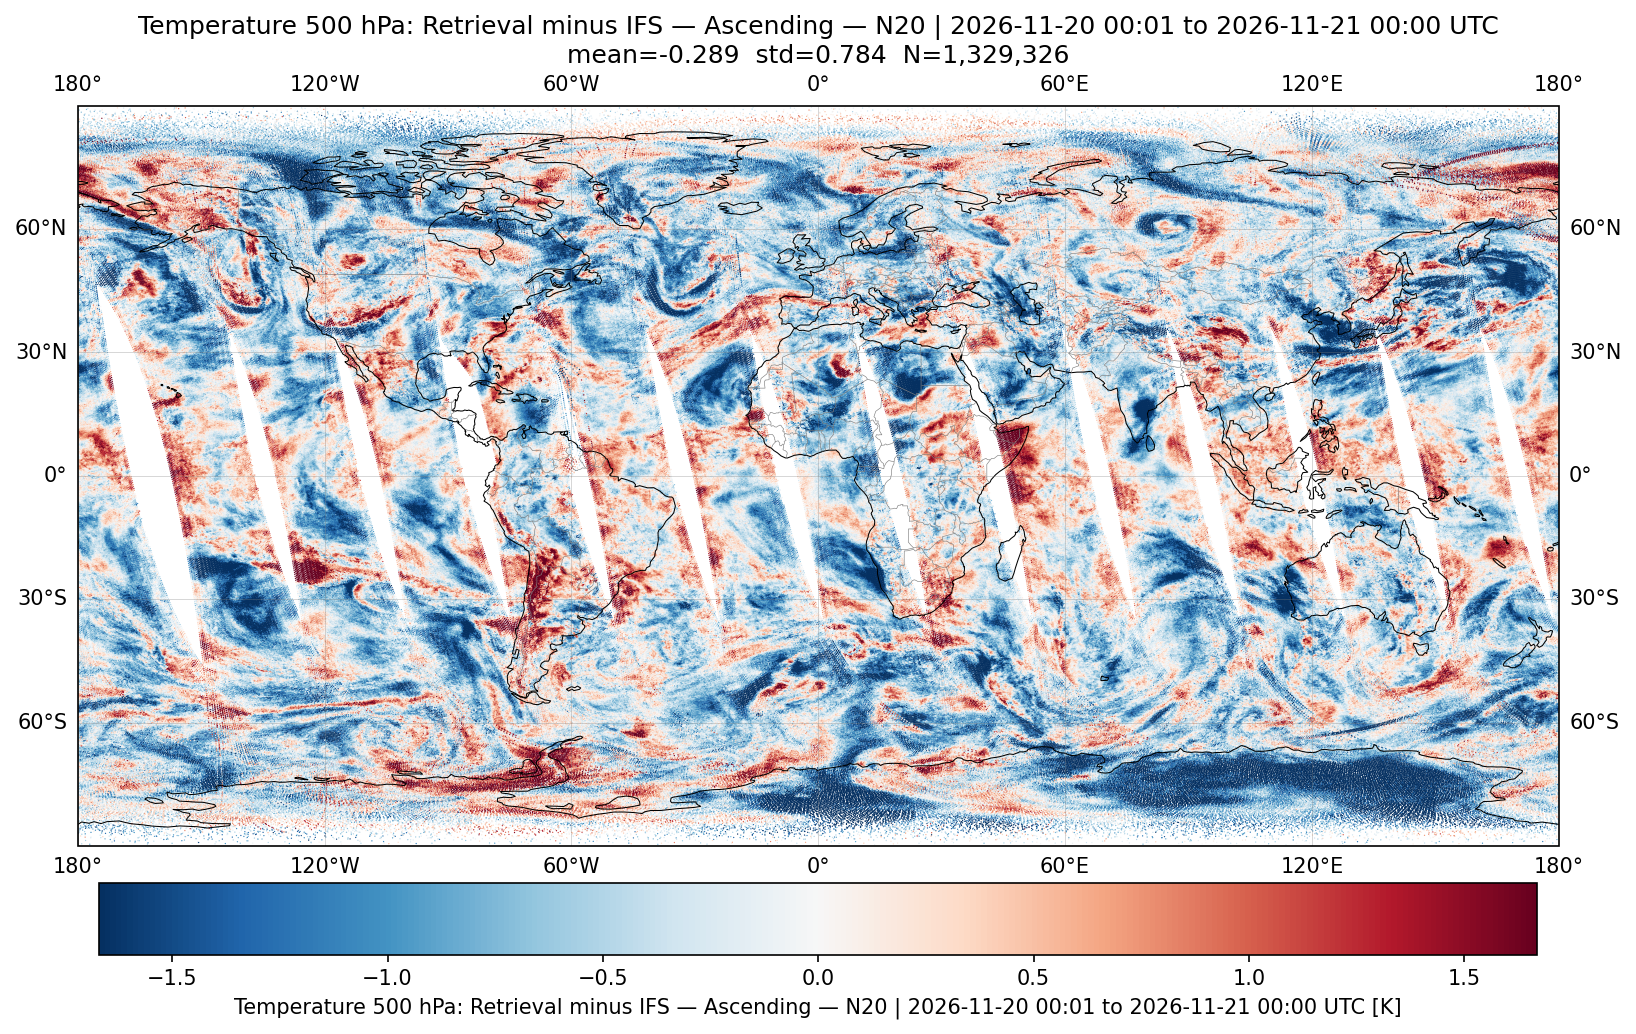 Temperature 500 hPa: Retrieval minus IFS — Ascending — N20 | 2026-11-20 00:01 to 2026-11-21 00:00 UTC
mean=-0.289  std=0.784  N=1,329,326
180° 120°W 60°W 0° 60°E 120°E 180°
60°N 60°N
30°N 30°N
0° 0°
30°S 30°S
60°S 60°S
180° 120°W 60°W 0° 60°E 120°E 180°
−1.5 −1.0 −0.5 0.0 0.5 1.0 1.5
Temperature 500 hPa: Retrieval minus IFS — Ascending — N20 | 2026-11-20 00:01 to 2026-11-21 00:00 UTC [K]